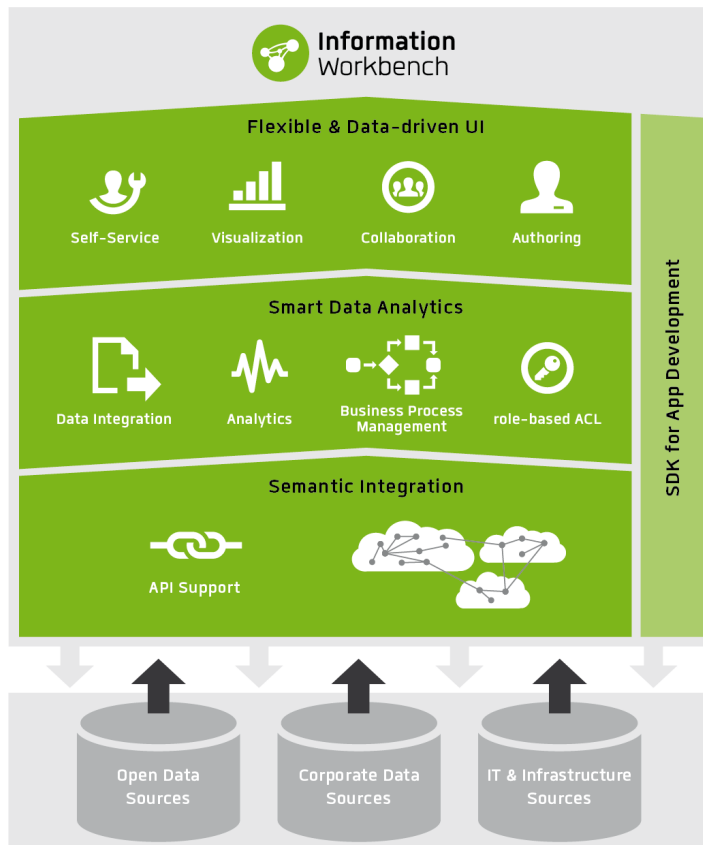 Information
Workbench
Flexible & Data-driven UI
Self-Service
Visualization
Collaboration
Authoring
Smart Data Analytics
Data Integration
Analytics
Business Process
Management
role-based ACL
Semantic Integration
API Support
SDK for App Development
Open Data
Sources
Corporate Data
Sources
IT & Infrastructure
Sources